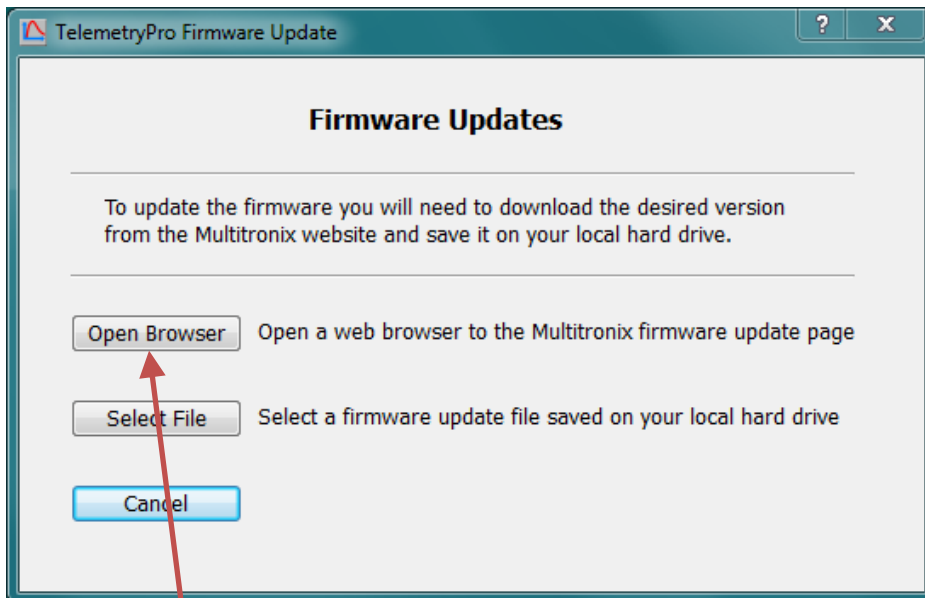 TelemetryPro Firmware Update
?
X
Firmware Updates
To update the firmware you will need to download the desired version
from the Multitronix website and save it on your local hard drive.
Open Browser Open a web browser to the Multitronix firmware update page
Select File Select a firmware update file saved on your local hard drive
Cancel